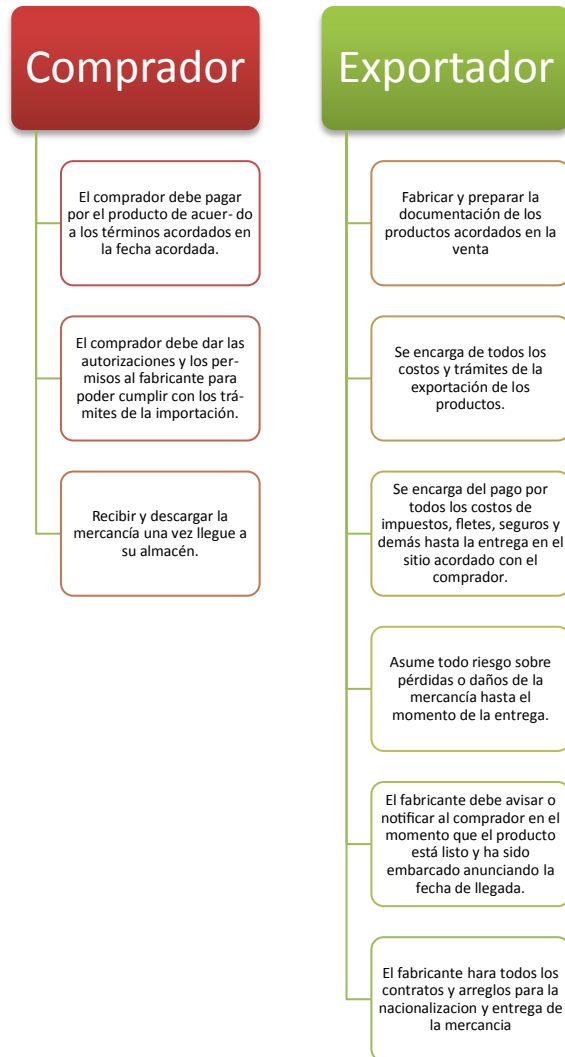 Comprador
El comprador debe pagar
por el producto de acuer- do
a los términos acordados en
la fecha acordada.
El comprador debe dar las
autorizaciones y los per-
misos al fabricante para
poder cumplir con los trá-
mites de la importación.
Recibir y descargar la
mercancía una vez llegue a
su almacén.
Exportador
Fabricar y preparar la
documentación de los
productos acordados en la
venta
Se encarga de todos los
costos y trámites de la
exportación de los
productos.
Se encarga del pago por
todos los costos de
impuestos, fletes, seguros y
demás hasta la entrega en el
sitio acordado con el
comprador.
Asume todo riesgo sobre
pérdidas o daños de la
mercancía hasta el
momento de la entrega.
El fabricante debe avisar o
notificar al comprador en el
momento que el producto
está listo y ha sido
embarcado anunciando la
fecha de llegada.
El fabricante hara todos los
contratos y arreglos para la
nacionalizacion y entrega de
la mercancia